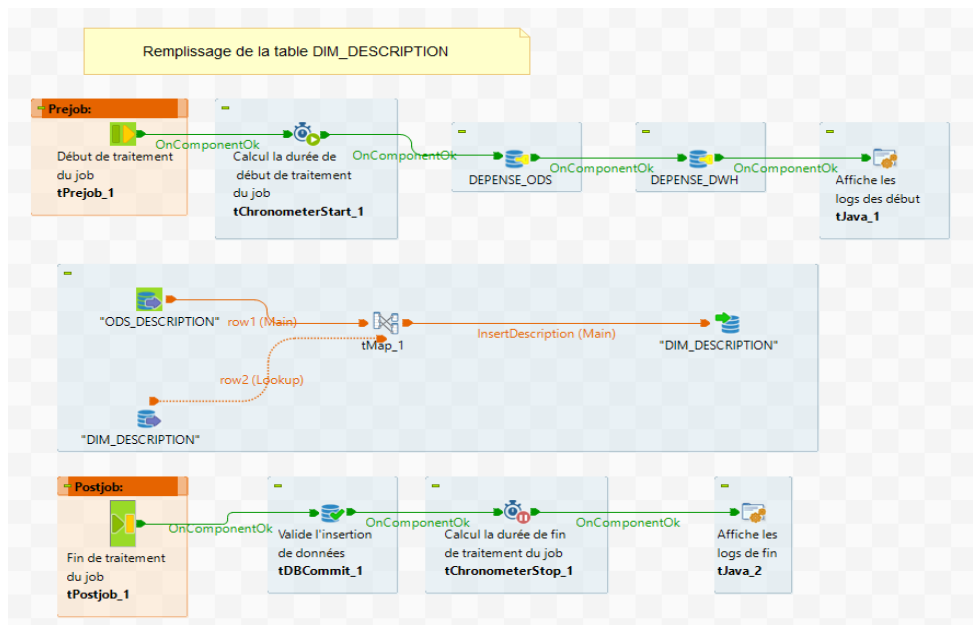 Remplissage de la table DIM_DESCRIPTION
Prejob:
OnComponentOk
Début de traitement
du job
tPrejob_1
Calcul la durée de
début de traitement
du job
tChronometerStart_1
OnComponentOk
DEPENSE_ODS
OnComponentOk
DEPENSE_DWH
OnComponentOk
Affiche les
logs des début
tJava_1
"ODS_DESCRIPTION"
row1 (Main)
tMap_1
InsertDescription (Main)
"DIM_DESCRIPTION"
row2 (Lookup)
"DIM_DESCRIPTION"
Postjob:
OnComponentOk
Fin de traitement
du job
tPostjob_1
Valide l'insertion
de données
tDBCommit_1
OnComponentOk
Calcul la durée de fin
de traitement du job
tChronometerStop_1
OnComponentOk
Affiche les
logs de fin
tJava_2